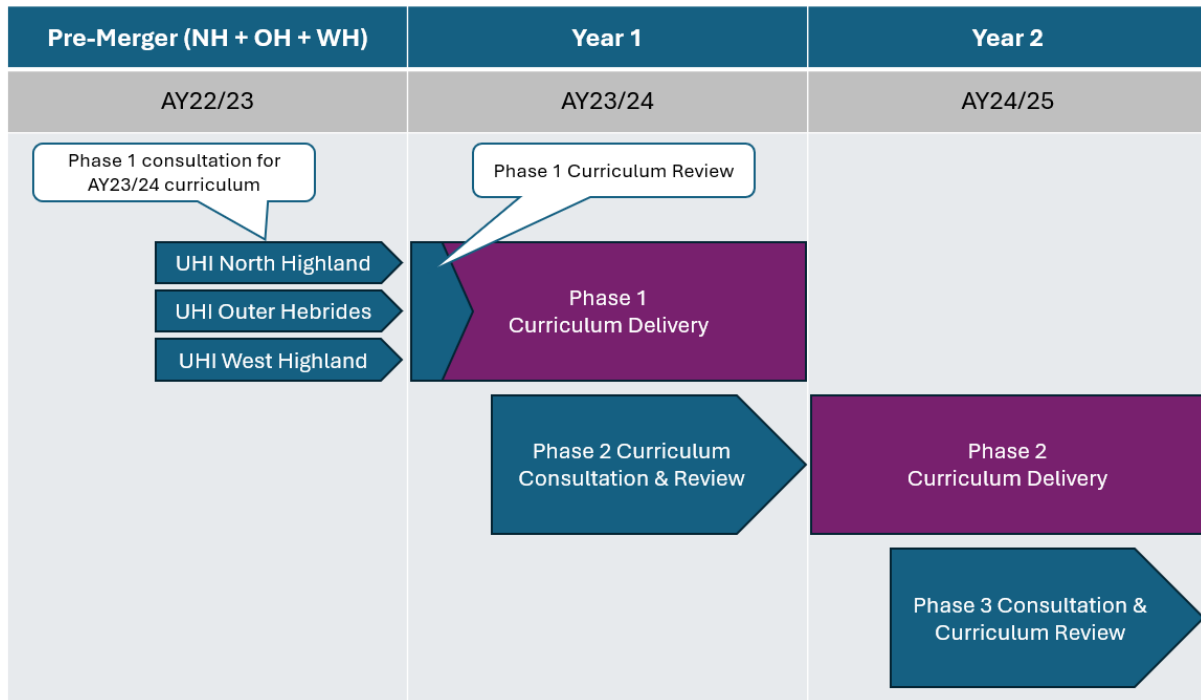 Pre-Merger (NH + OH + WH)
Year 1
Year 2
AY22/23
AY23/24
AY24/25
Phase 1 consultation for
AY23/24 curriculum
Phase 1 Curriculum Review
UHI North Highland
UHI Outer Hebrides
UHI West Highland
Phase 1
Curriculum Delivery
Phase 2 Curriculum
Consultation & Review
Phase 2
Curriculum Delivery
Phase 3 Consultation &
Curriculum Review